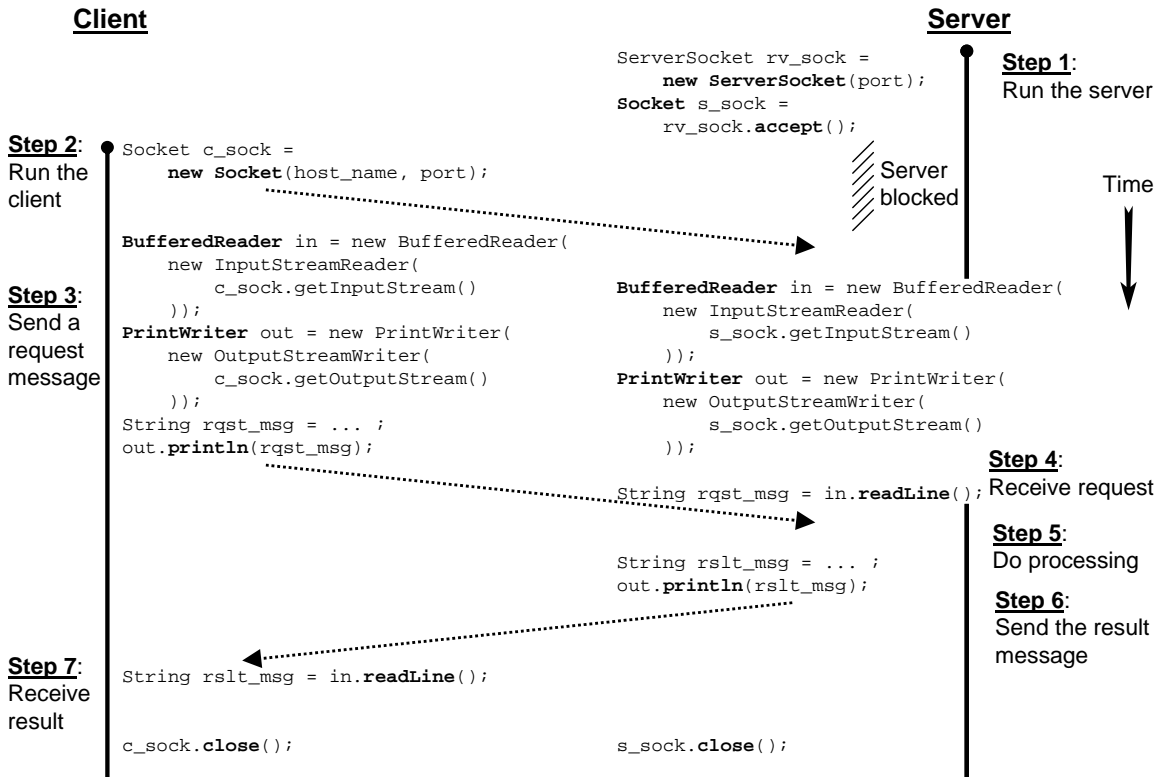 Client
Server
ServerSocket rv_sock =
new ServerSocket(port);
Socket s_sock =
rv_sock.accept();
Step 1:
Run the server
Step 2:
Run the
client
Socket c_sock =
new Socket(host_name, port);
Server
blocked
Time
Step 3:
Send a
request
message
BufferedReader in = new BufferedReader(
new InputStreamReader(
c_sock.getInputStream()
));
PrintWriter out = new PrintWriter(
new OutputStreamWriter(
c_sock.getOutputStream()
));
String rqst_msg = ... ;
out.println(rqst_msg);
BufferedReader in = new BufferedReader(
new InputStreamReader(
s_sock.getInputStream()
));
PrintWriter out = new PrintWriter(
new OutputStreamWriter(
s_sock.getOutputStream()
));
Step 4:
Receive request
String rqst_msg = in.readLine();
Step 5:
Do processing
String rslt_msg = ... ;
out.println(rslt_msg);
Step 6:
Send the result
message
Step 7:
Receive
result
String rslt_msg = in.readLine();
c_sock.close();
s_sock.close();